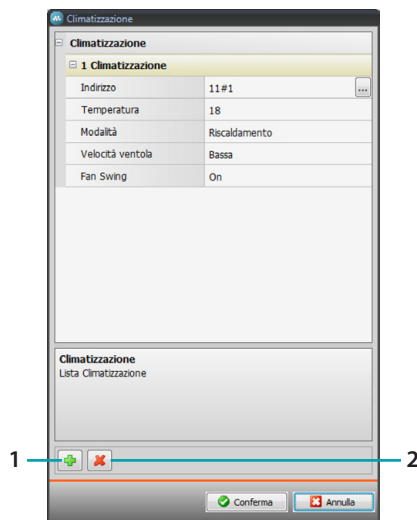 Climatizzazione
Climatizzazione
1 Climatizzazione
Indirizzo 11#1 ...
Temperatura 18
Modalità Riscaldamento
Velocità ventola Bassa
Fan Swing On
Climatizzazione
Lista Climatizzazione
1 2
Conferma Annulla